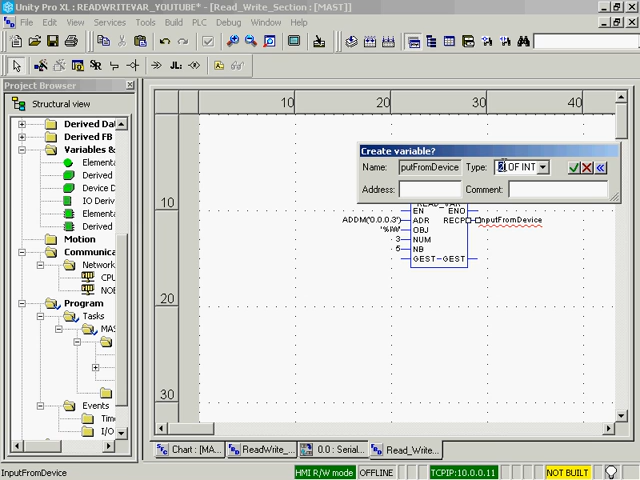 Unity Pro XL : READWRITEVAR_YOUTUBE* - [Read_Write_Section : [MAST]]
File Edit View Services Tools Build PLC Debug Window Help
Project Browser
Structural view
Derived Da
Derived FB
Variables &
Elementa
Derived
Device D
IO Deriv
Elementa
Derived
Motion
Communica
Network
CPU
NOE
Program
Tasks
MAS
Events
Time
I/O
10 20 30 40
10
20
30
Create variable?
Name: putFromDevice Type: OF INT
Address: Comment:
READ_VAR
EN ENO
ADDM('0.0.0.3') ADR RECP InputFromDevice
'%MW' OBJ
3 NUM
5 NB
GEST GEST
Chart : [MA... ReadWrite_... 0.0 : Serial... Read_Write...
InputFromDevice HMI R/W mode OFFLINE TCPIP:10.0.0.11 NOT BUILT